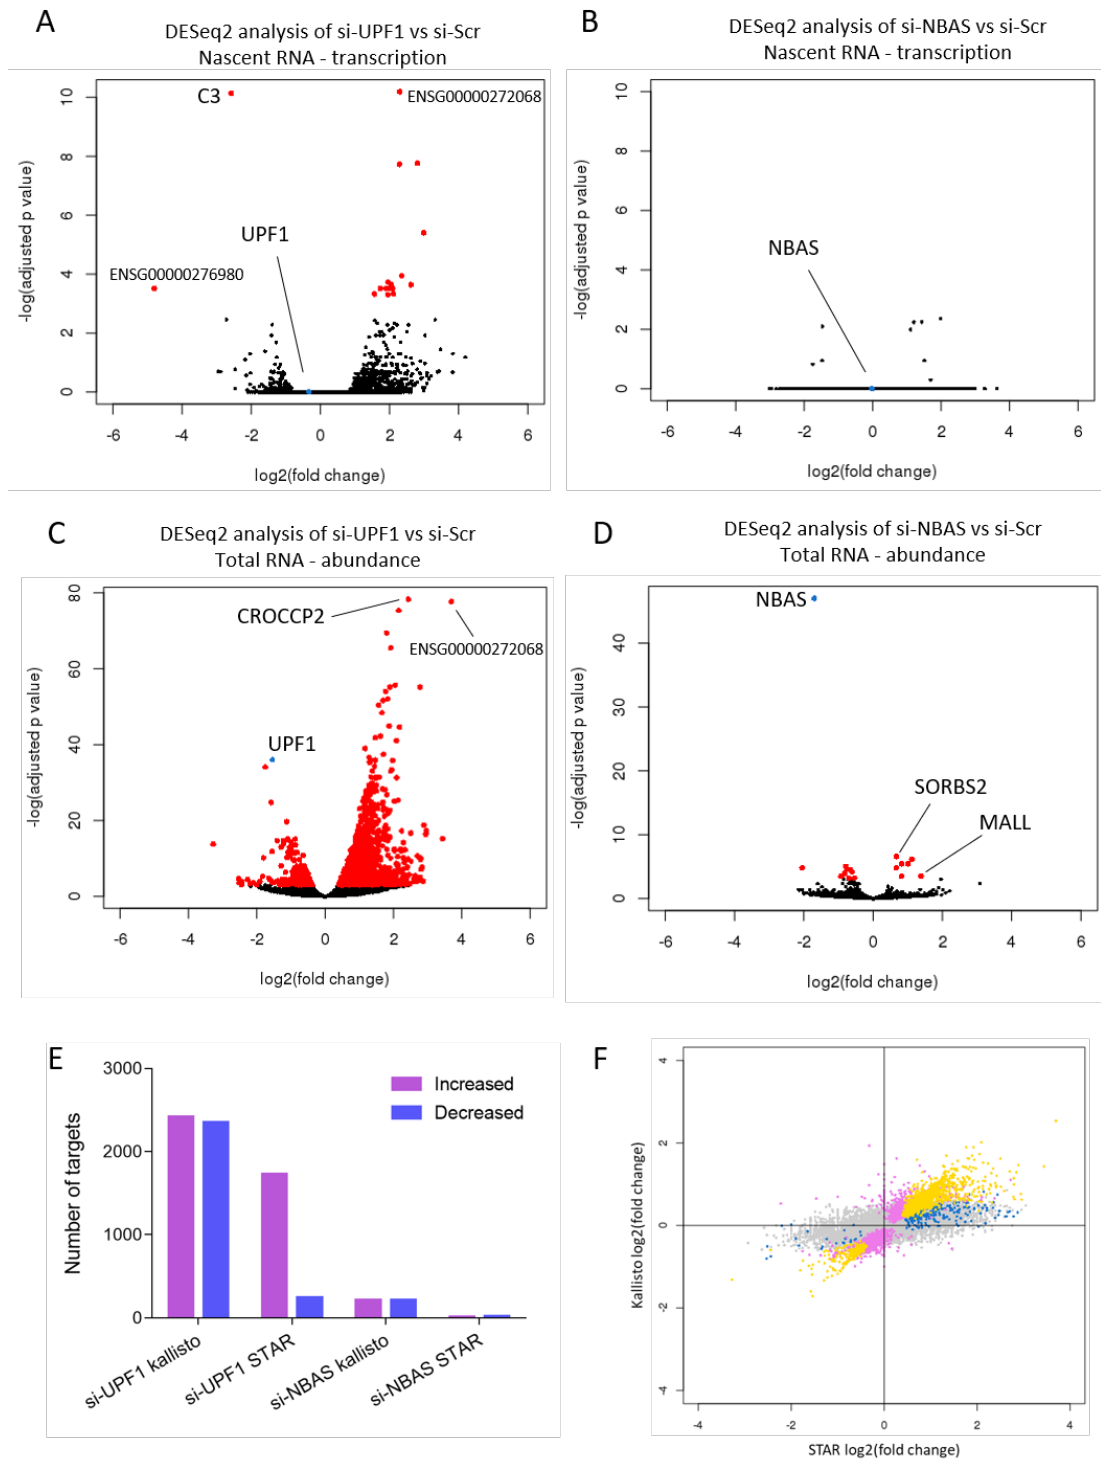 A
DESeq2 analysis of si-UPF1 vs si-Scr
Nascent RNA - transcription
-log(adjusted p value)
10
8
6
4
2
0
C3
ENSG00000272068
UPF1
ENSG00000276980
-6 -4 -2 0 2 4 6
log2(fold change)
B
DESeq2 analysis of si-NBAS vs si-Scr
Nascent RNA - transcription
-log(adjusted p value)
10
8
6
4
2
0
NBAS
-6 -4 -2 0 2 4 6
log2(fold change)
C
DESeq2 analysis of si-UPF1 vs si-Scr
Total RNA - abundance
-log(adjusted p value)
80
60
40
20
0
CROCCP2
ENSG00000272068
UPF1
-6 -4 -2 0 2 4 6
log2(fold change)
D
DESeq2 analysis of si-NBAS vs si-Scr
Total RNA - abundance
-log(adjusted p value)
40
30
20
10
0
NBAS
SORBS2
MALL
-6 -4 -2 0 2 4 6
log2(fold change)
E
Number of targets
3000
2000
1000
0
Increased
Decreased
si-UPF1 kallisto
si-UPF1 STAR
si-NBAS kallisto
si-NBAS STAR
F
Kallisto log2(fold change)
4
2
0
-2
-4
-4 -2 0 2 4
STAR log2(fold change)